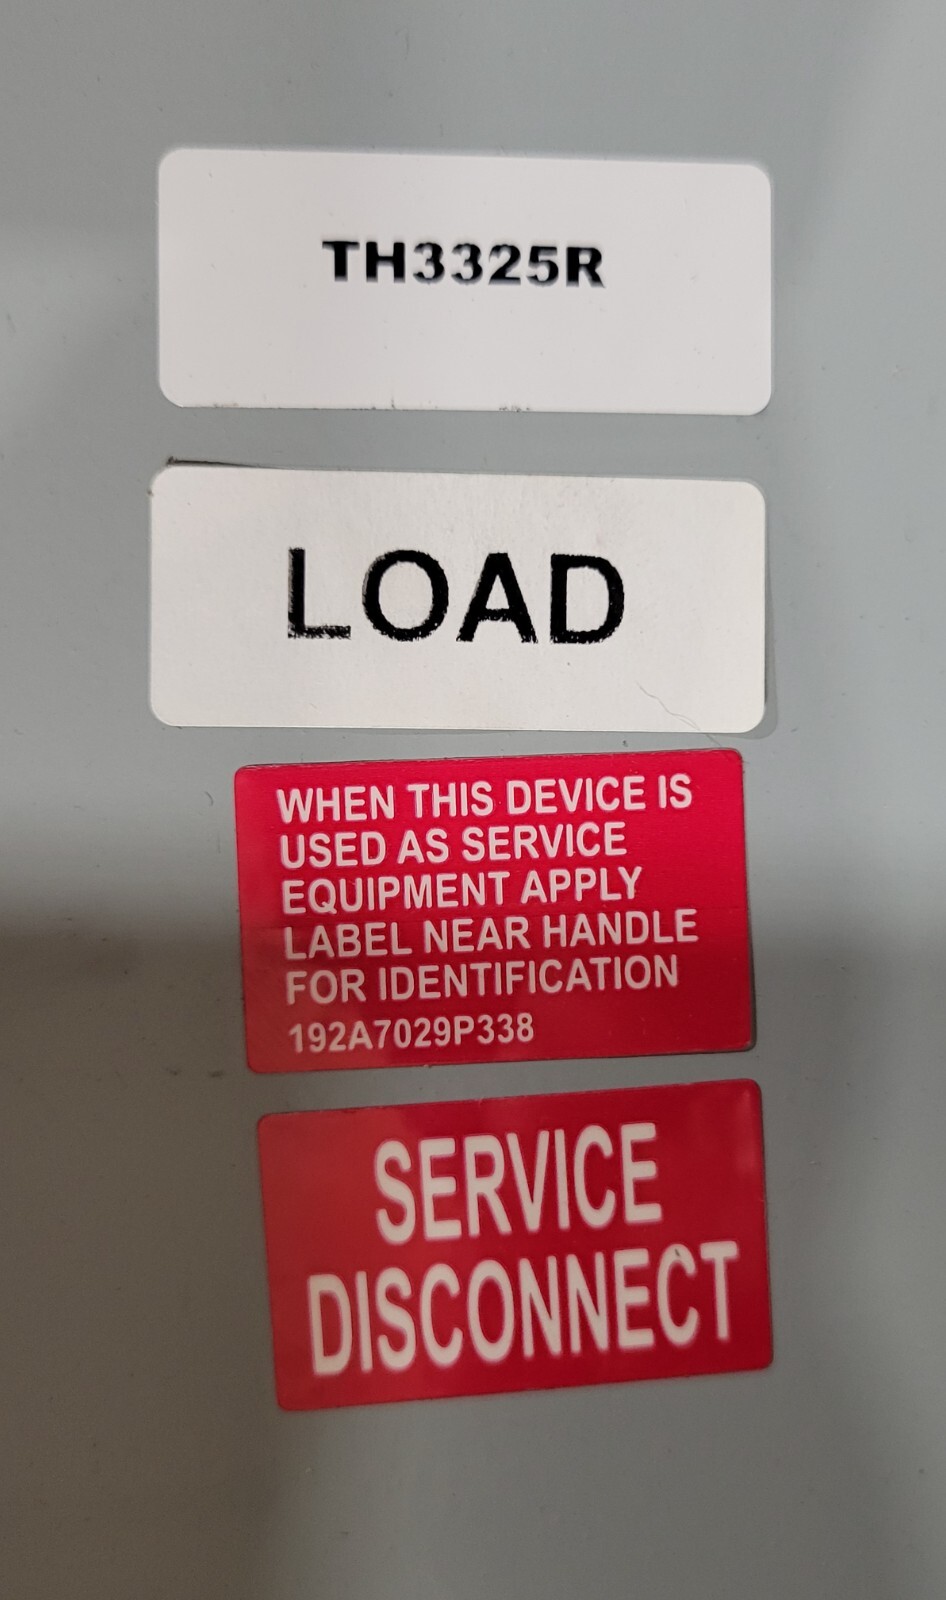 TH3325R
LOAD
WHEN THIS DEVICE IS
USED AS SERVICE
EQUIPMENT APPLY
LABEL NEAR HANDLE
FOR IDENTIFICATION
192A7029P338
SERVICE
DISCONNECT